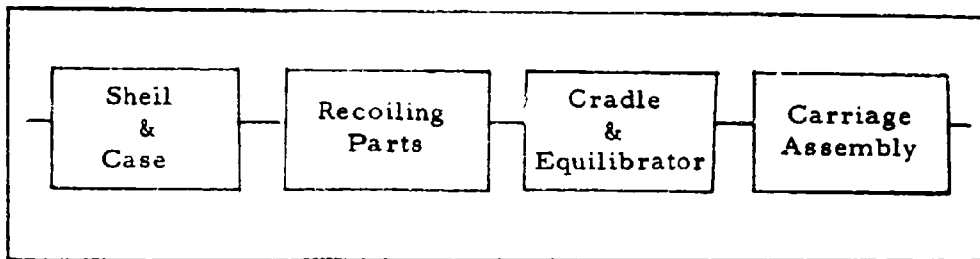 Sheil
&
Case
Recoiling
Parts
Cradle
&
Equilibrator
Carriage
Assembly